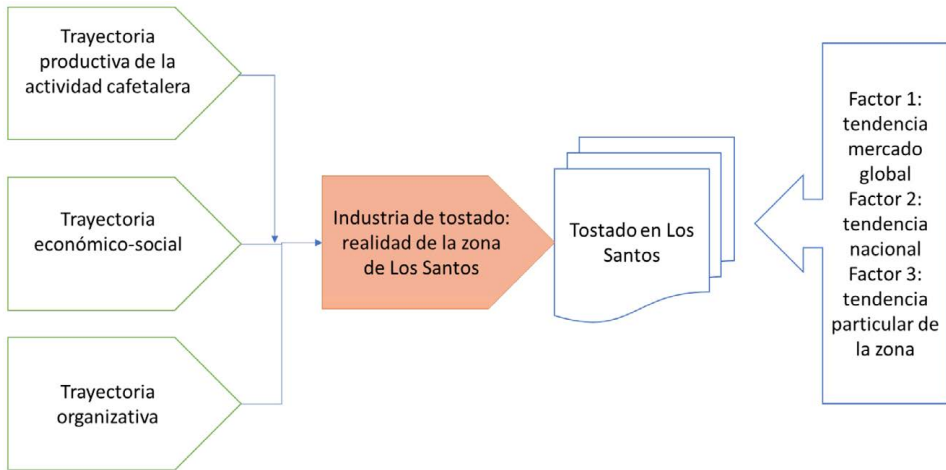 Trayectoria
productiva de la
actividad cafetalera
Trayectoria
económico-social
Trayectoria
organizativa
Industria de tostado:
realidad de la zona
de Los Santos
Tostado en Los
Santos
Factor 1:
tendencia
mercado
global
Factor 2:
tendencia
nacional
Factor 3:
tendencia
particular de
la zona